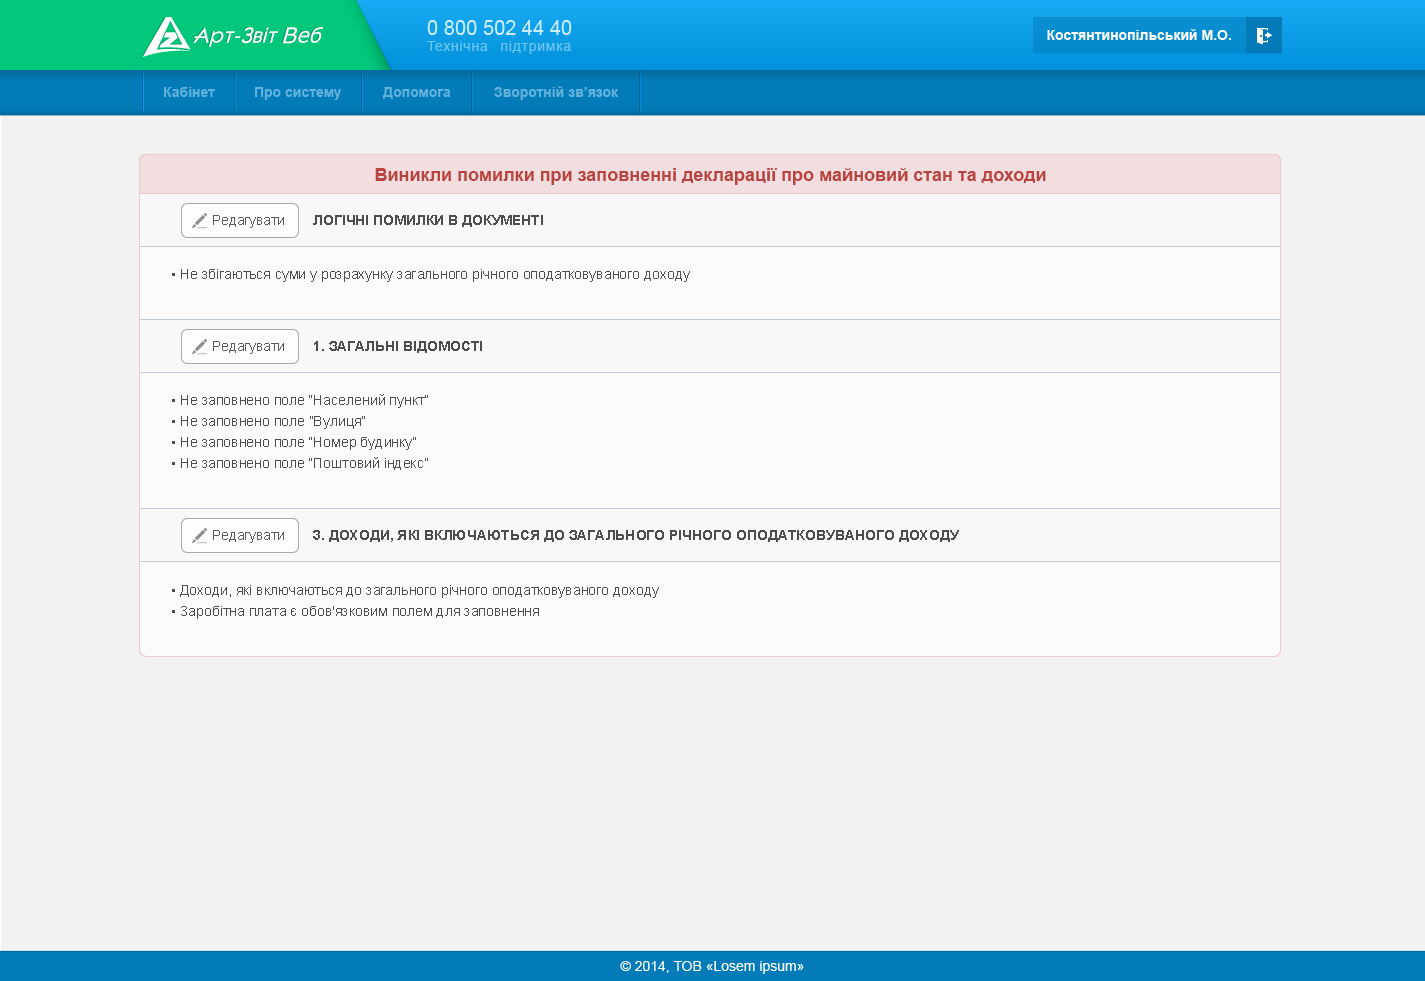 Арт-Звіт Веб
0 800 502 44 40
Технічна підтримка
Костянтинопільський М.О.
Кабінет Про систему Допомога Зворотній зв'язок
Виникли помилки при заповненні декларації про майновий стан та доходи
Редагувати ЛОГІЧНІ ПОМИЛКИ В ДОКУМЕНТІ
• Не збігаються суми у розрахунку загального річного оподатковуваного доходу
Редагувати 1. ЗАГАЛЬНІ ВІДОМОСТІ
• Не заповнено поле "Населений пункт"
• Не заповнено поле "Вулиця"
• Не заповнено поле "Номер будинку"
• Не заповнено поле "Поштовий індекс"
Редагувати 3. ДОХОДИ, ЯКІ ВКЛЮЧАЮТЬСЯ ДО ЗАГАЛЬНОГО РІЧНОГО ОПОДАТКОВУВАНОГО ДОХОДУ
• Доходи, які включаються до загального річного оподатковуваного доходу
• Заробітна плата є обов'язковим полем для заповнення
© 2014, ТОВ «Losem ipsum»